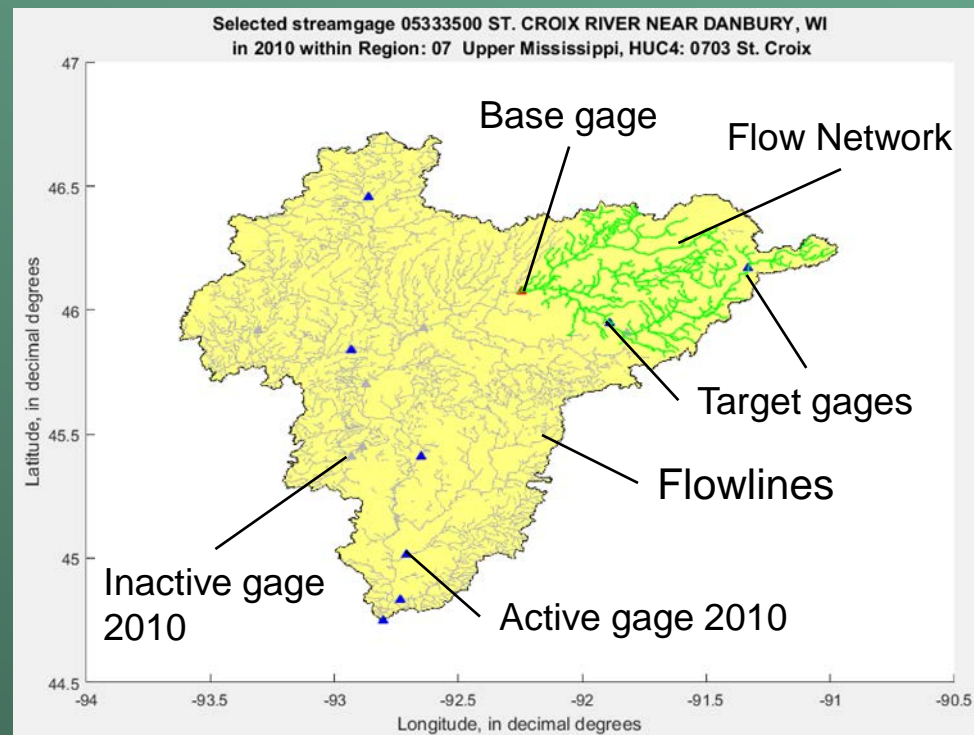 Selected streamgage 05333500 ST. CROIX RIVER NEAR DANBURY, WI
in 2010 within Region: 07 Upper Mississippi, HUC4: 0703 St. Croix
47
46.5
46
45.5
45
44.5
Latitude, in decimal degrees
Base gage
Flow Network
Target gages
Flowlines
Inactive gage
2010
Active gage 2010
-94
-93.5
-93
-92.5
-92
-91.5
-91
-90.5
Longitude, in decimal degrees